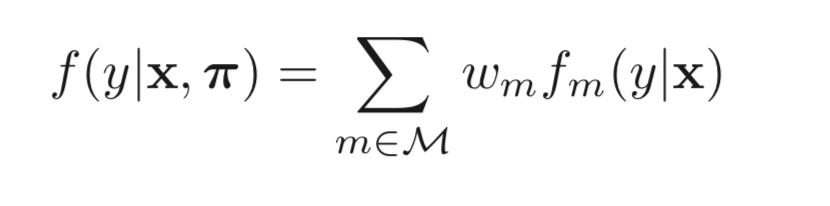 f(y|𝐱, 𝝅) = ∑ w_m f_m(y|𝐱)
m∈ℳ